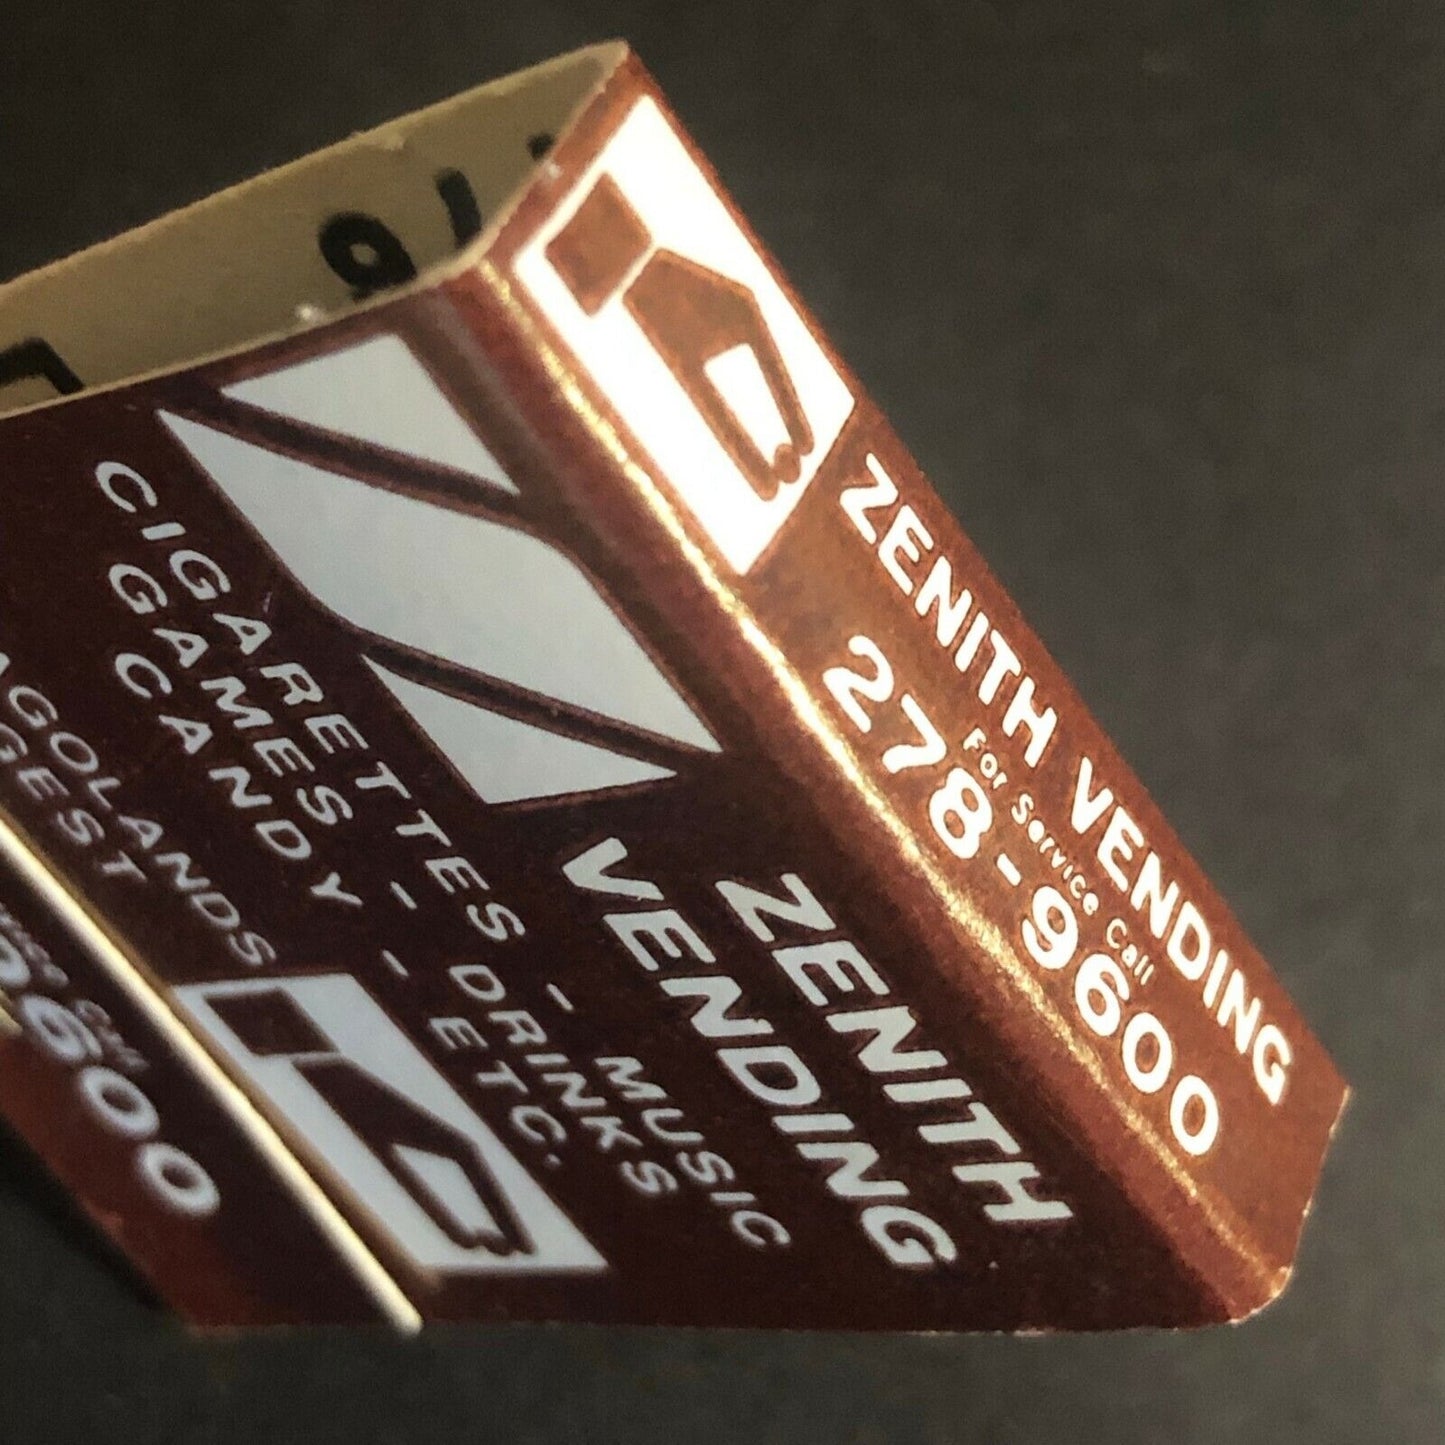 ZENITH VENDING
For Service Call
278-9600
ZENITH
VENDING
CIGARETTES - MUSIC
GAMES - DRINKS
CANDY - ETC.
9600